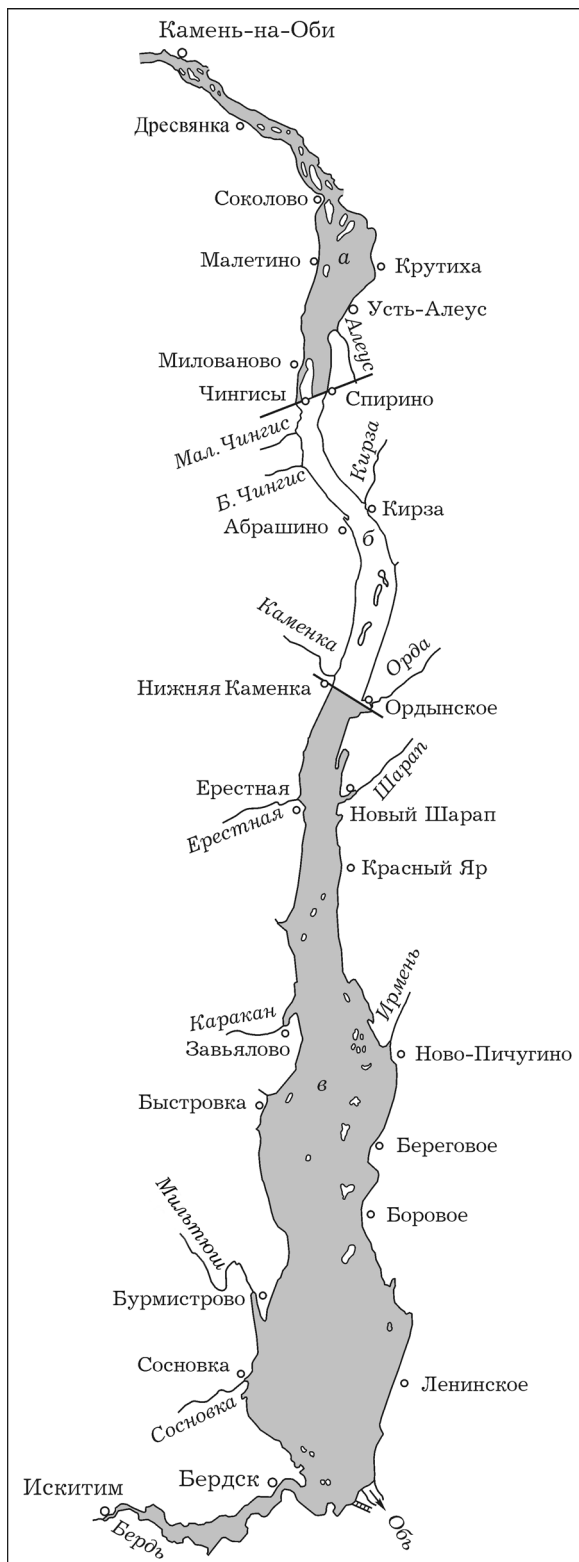 Камень-на-Оби
Дресвянка
Соколово
Малетино
а
Крутиха
Усть-Алеус
Алеус
Милованово
Чингисы
Спирино
Мал. Чингис
Кирза
Б. Чингис
Кирза
Абрашино
б
Каменка
Орда
Нижняя Каменка
Ордынское
Шарап
Ерестная
Ерестная
Новый Шарап
Красный Яр
Ирмень
Каракан
Завьялово
Ново-Пичугино
в
Быстровка
Береговое
Мильтюш
Боровое
Бурмистрово
Сосновка
Ленинское
Сосновка
Бердск
Искитим
Бердь
Обь